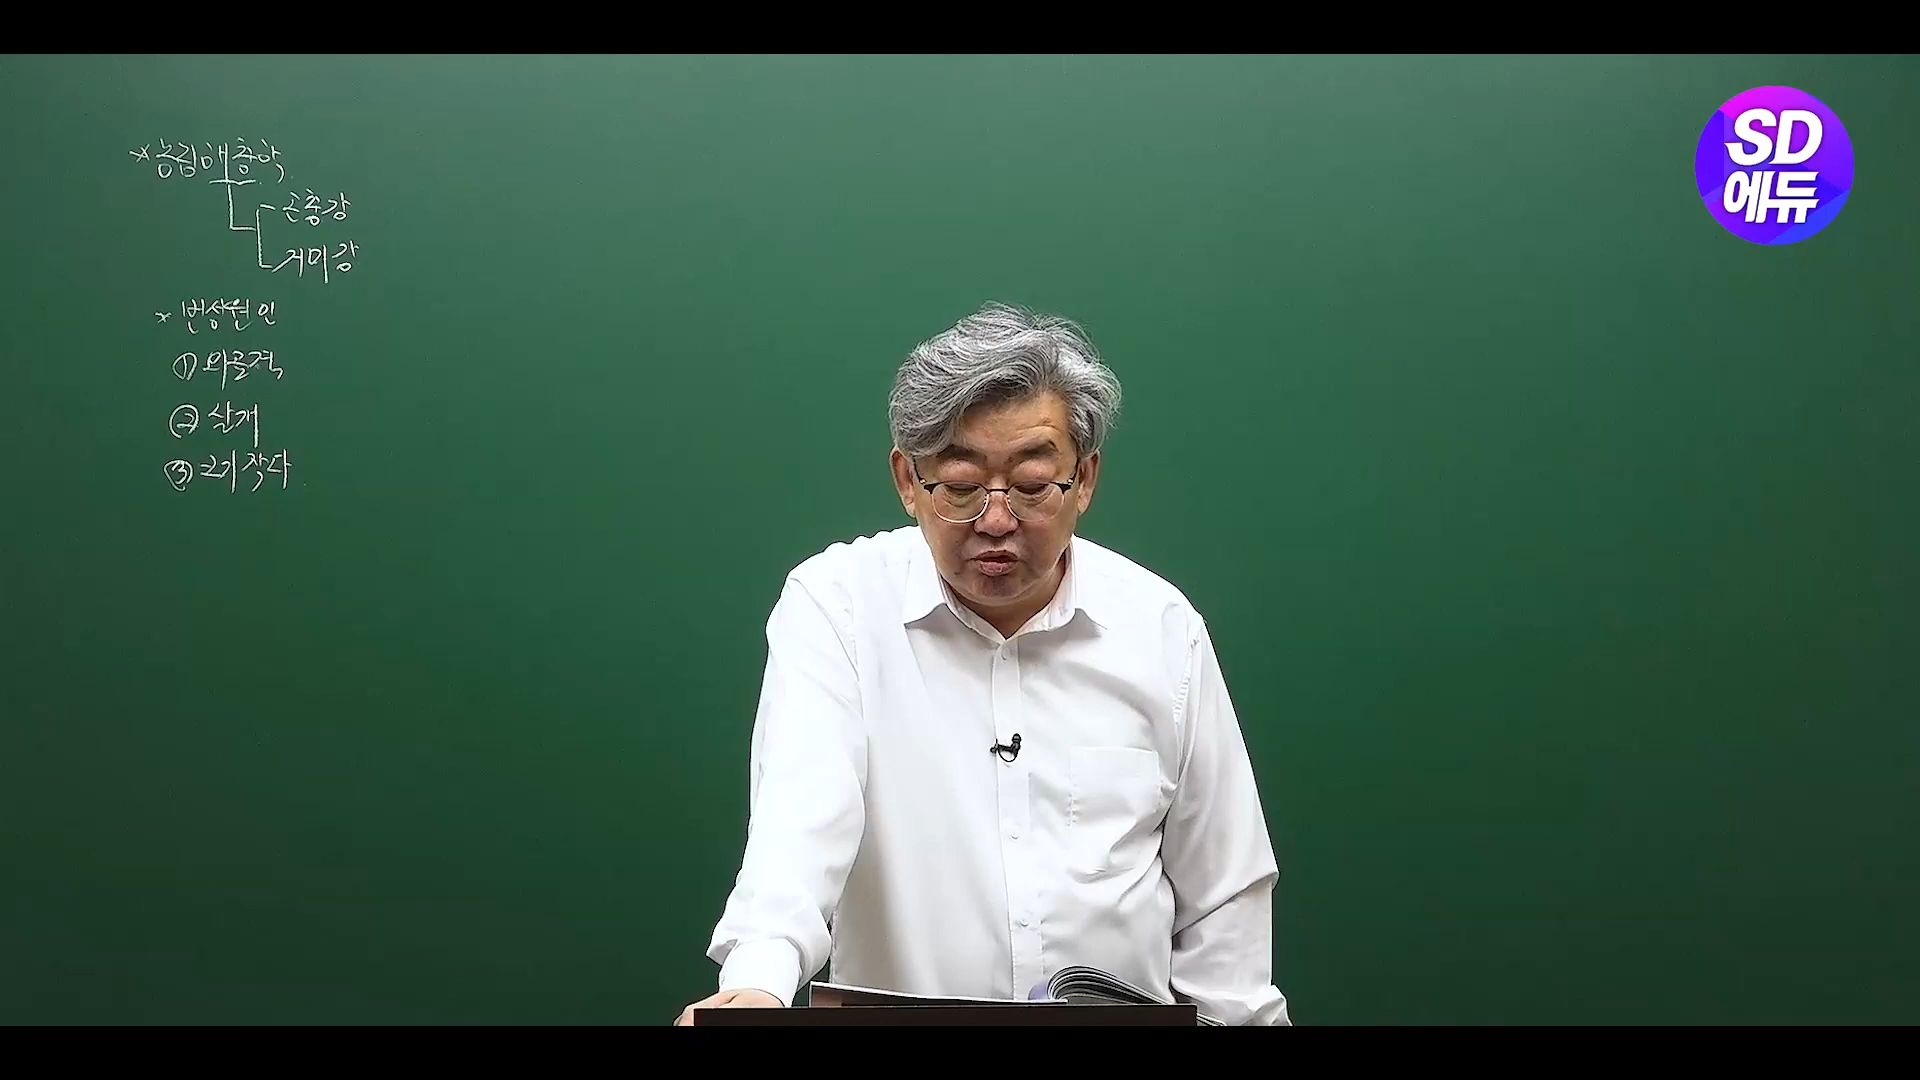 * 농림해충학
곤충강
거미강
* 번성원인
① 외골격
② 날개
③ 크기 작다
SD
에듀